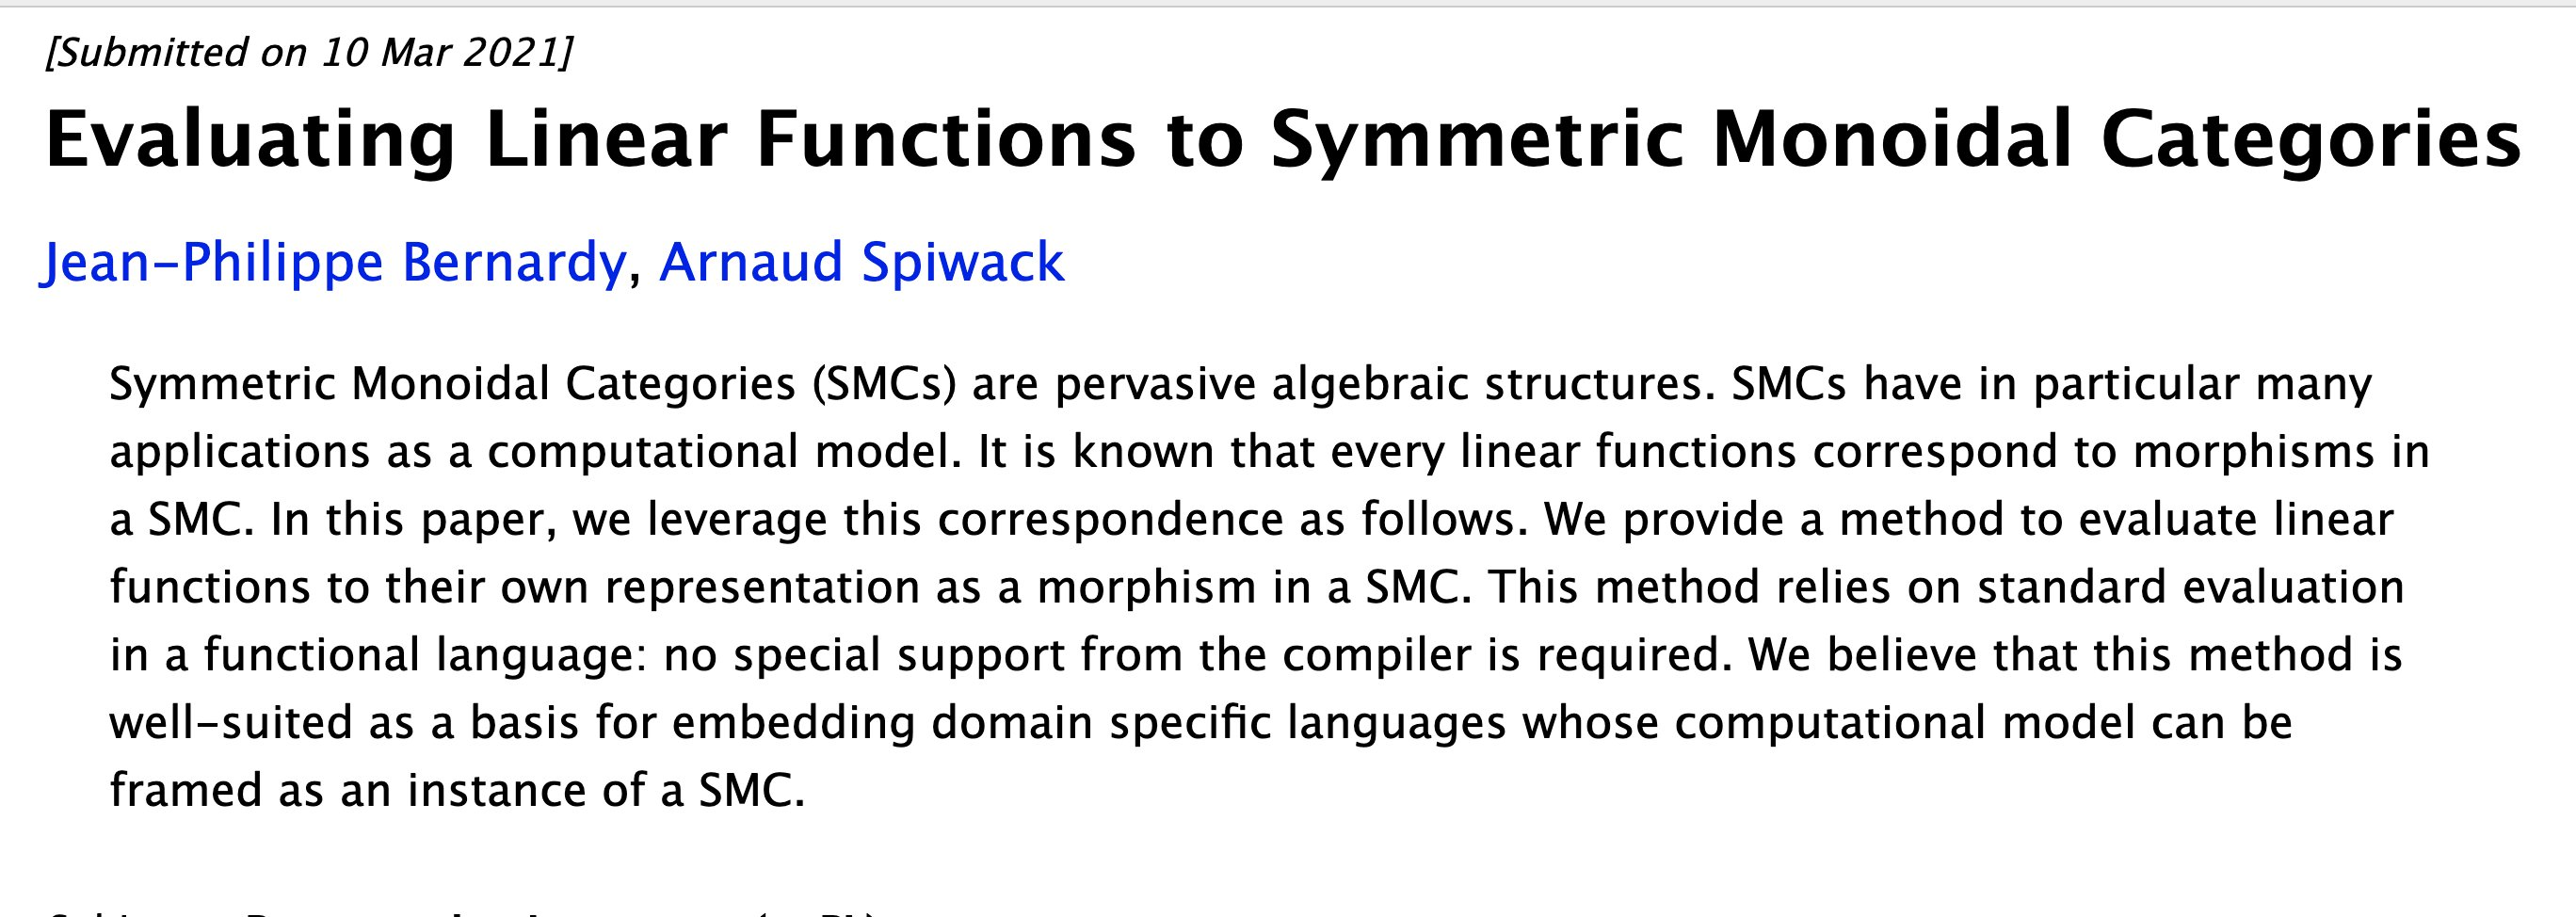 [Submitted on 10 Mar 2021]
Evaluating Linear Functions to Symmetric Monoidal Categories
Jean-Philippe Bernardy, Arnaud Spiwack
Symmetric Monoidal Categories (SMCs) are pervasive algebraic structures. SMCs have in particular many
applications as a computational model. It is known that every linear functions correspond to morphisms in
a SMC. In this paper, we leverage this correspondence as follows. We provide a method to evaluate linear
functions to their own representation as a morphism in a SMC. This method relies on standard evaluation
in a functional language: no special support from the compiler is required. We believe that this method is
well-suited as a basis for embedding domain specific languages whose computational model can be
framed as an instance of a SMC.